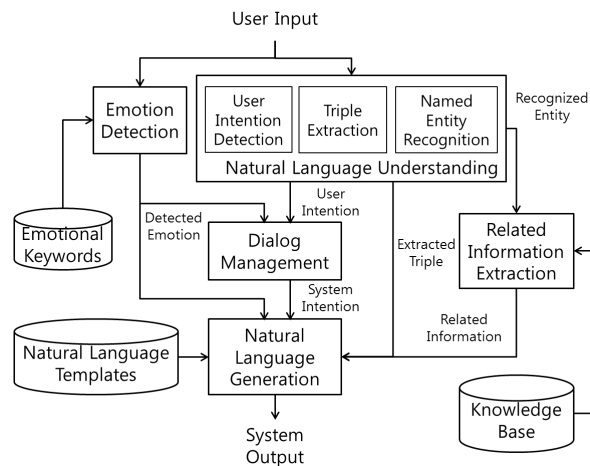 User Input
Emotion
Detection
User
Intention
Detection
Triple
Extraction
Named
Entity
Recognition
Natural Language Understanding
Recognized
Entity
Emotional
Keywords
Detected
Emotion
User
Intention
Dialog
Management
Extracted
Triple
Related
Information
Extraction
System
Intention
Natural Language
Templates
Natural
Language
Generation
Related
Information
Knowledge
Base
System
Output